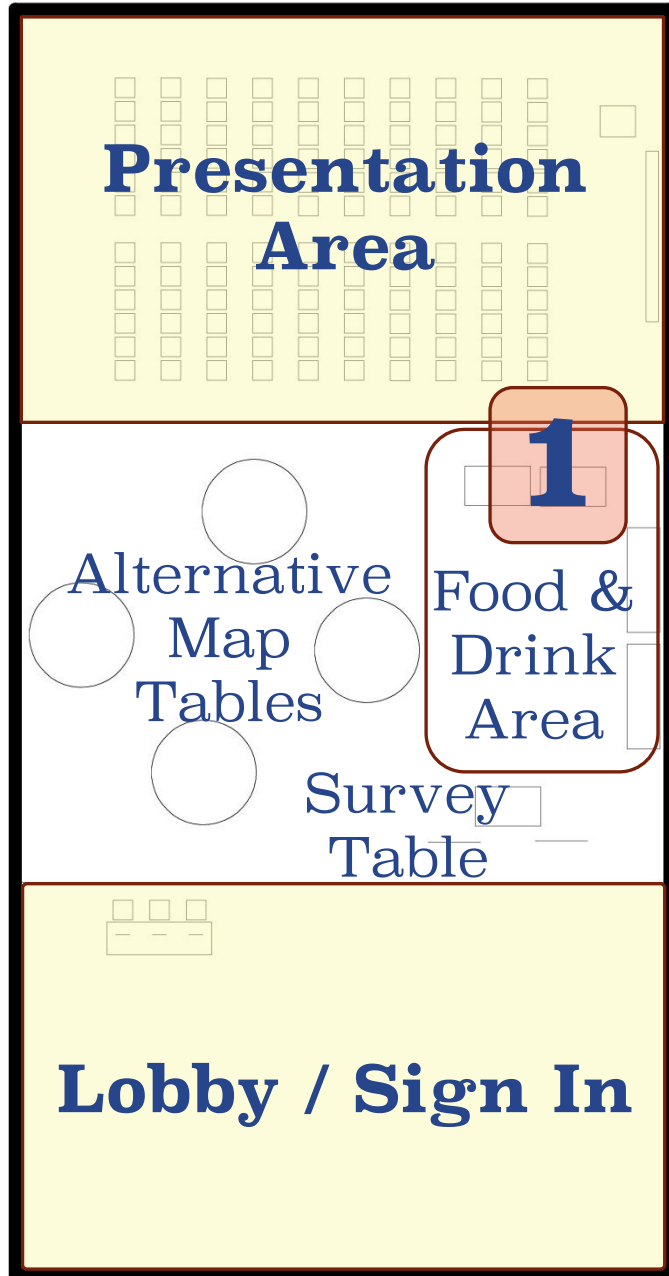 Presentation
Area
1
Alternative
Map
Tables
Food &
Drink
Area
Survey
Table
Lobby / Sign In